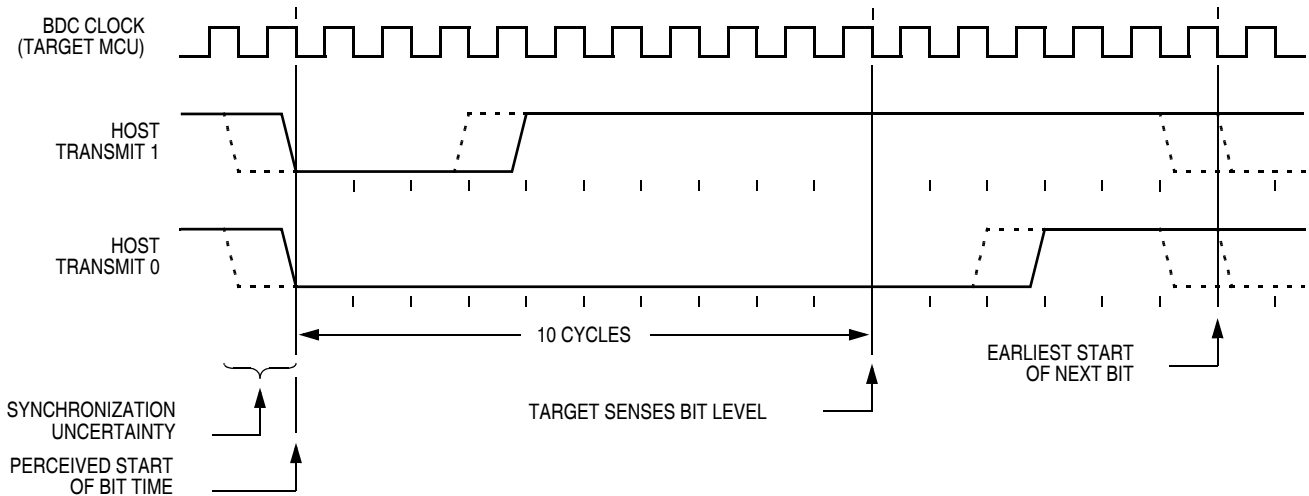 BDC CLOCK
(TARGET MCU)
HOST
TRANSMIT 1
HOST
TRANSMIT 0
10 CYCLES
EARLIEST START
OF NEXT BIT
SYNCHRONIZATION
UNCERTAINTY
TARGET SENSES BIT LEVEL
PERCEIVED START
OF BIT TIME